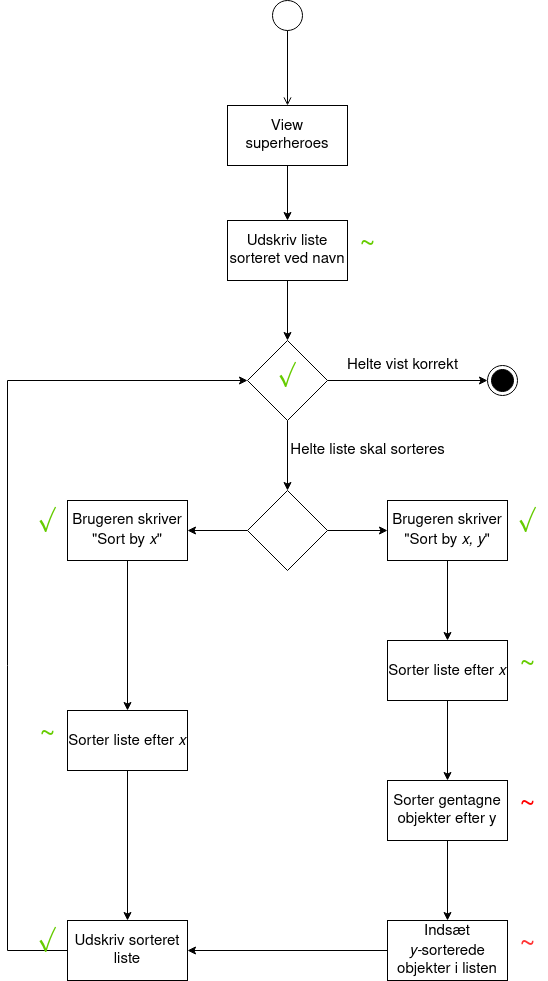 View
superheroes
Udskriv liste
sorteret ved navn
~
√
Helte vist korrekt
Helte liste skal sorteres
√
Brugeren skriver
"Sort by x"
Brugeren skriver
"Sort by x, y"
√
Sorter liste efter x
~
~
Sorter liste efter x
Sorter gentagne
objekter efter y
~
√
Udskriv sorteret
liste
Indsæt
y-sorterede
objekter i listen
~